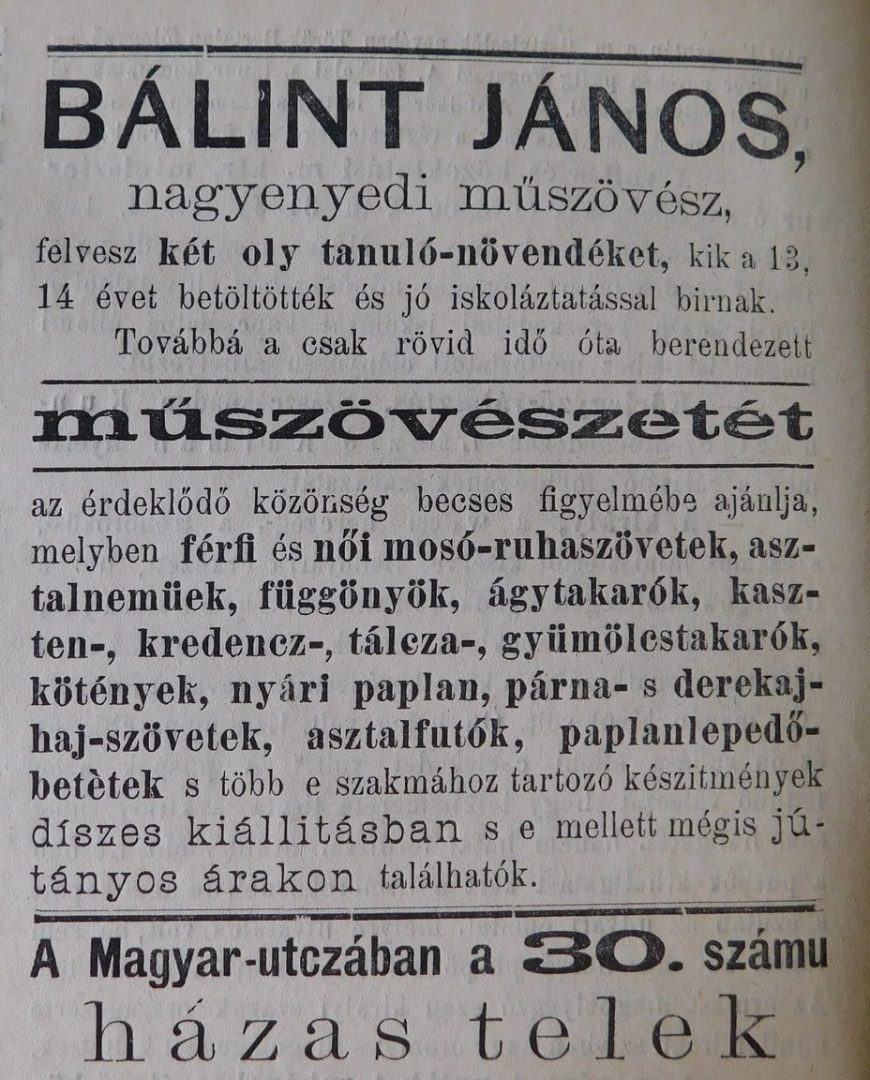 BÁLINT JÁNOS,
nagyenyedi műszövész,
felvesz két oly tanuló-növendéket, kik a 13,
14 évet betöltötték és jó iskoláztatással birnak.
Továbbá a csak rövid idő óta berendezett
műszövészetét
az érdeklődő közönség becses figyelmébe ajánlja,
melyben férfi és női mosó-ruhaszövetek, asz-
talnemüek, függönyök, ágytakarók, kasz-
ten-, kredencz-, tálcza-, gyümölcstakarók,
kötények, nyári paplan, párna- s derekaj-
haj-szövetek, asztalfutók, paplanlepedő-
betètek s több e szakmához tartozó készitmények
díszes kiállitásban s e mellett mégis jú-
tányos árakon találhatók.
A Magyar-utczában a 30. számu
házas telek